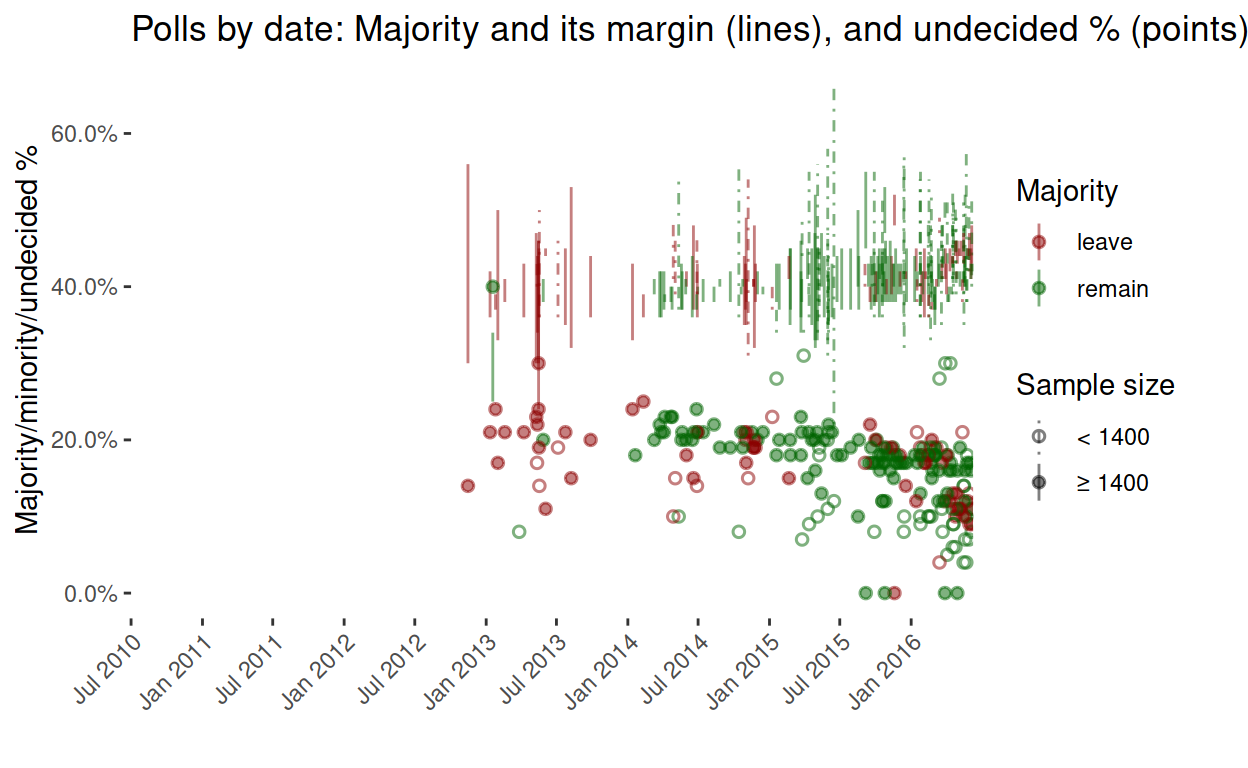 Polls by date: Majority and its margin (lines), and undecided % (points)
Majority/minority/undecided %
60.0%
40.0%
20.0%
0.0%
Jul 2010
Jan 2011
Jul 2011
Jan 2012
Jul 2012
Jan 2013
Jul 2013
Jan 2014
Jul 2014
Jan 2015
Jul 2015
Jan 2016
Majority
leave
remain
Sample size
< 1400
≥ 1400